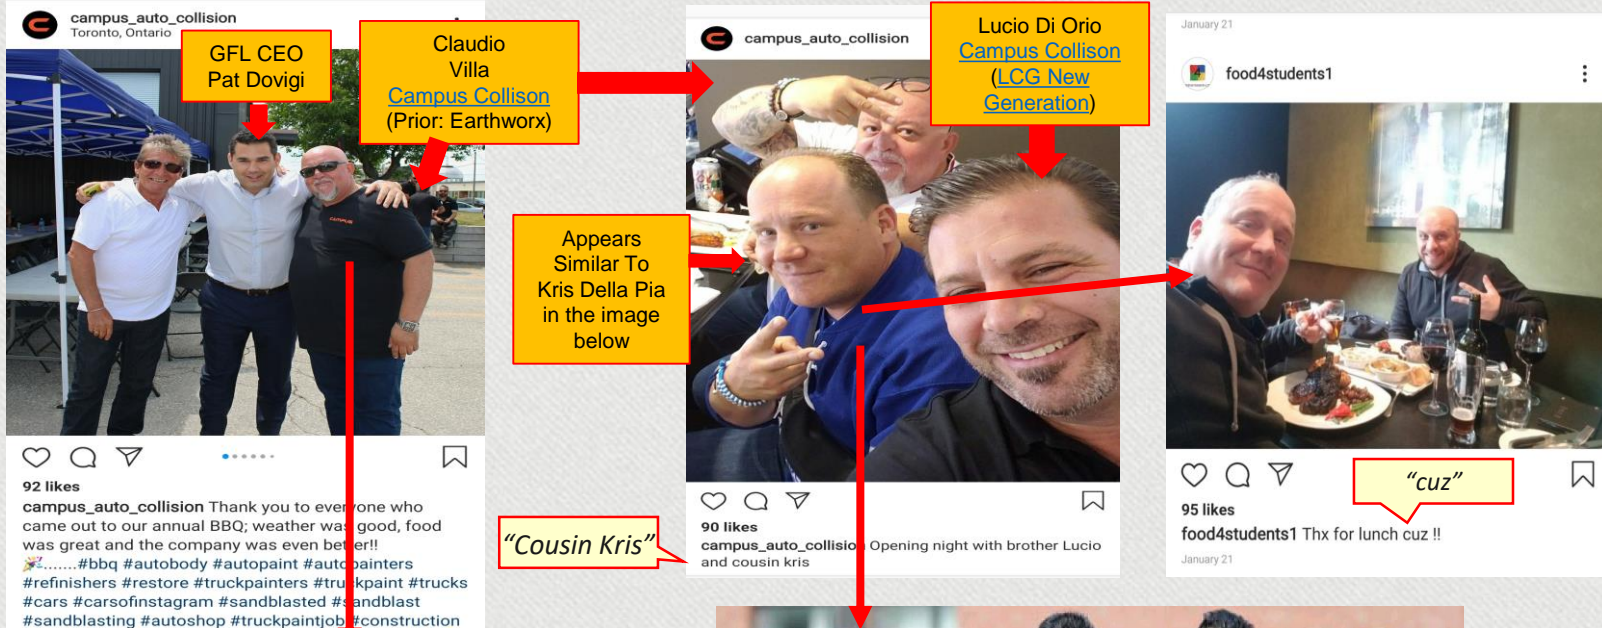 campus_auto_collision
Toronto, Ontario
GFL CEO
Pat Dovigi
Claudio
Villa
Campus Collison
(Prior: Earthworx)
CAMPUS
92 likes
campus_auto_collision Thank you to everyone who
came out to our annual BBQ; weather was good, food
was great and the company was even better!!
🎉.......#bbq #autobody #autopaint #autopainters
#refinishers #restore #truckpainters #truckpaint #trucks
#cars #carsofinstagram #sandblasted #sandblast
#sandblasting #autoshop #truckpaintjob #construction
campus_auto_collision
Lucio Di Orio
Campus Collison
(LCG New
Generation)
Appears
Similar To
Kris Della Pia
in the image
below
“Cousin Kris”
90 likes
campus_auto_collision Opening night with brother Lucio
and cousin kris
January 21
food4students1
“cuz”
95 likes
food4students1 Thx for lunch cuz !!
January 21